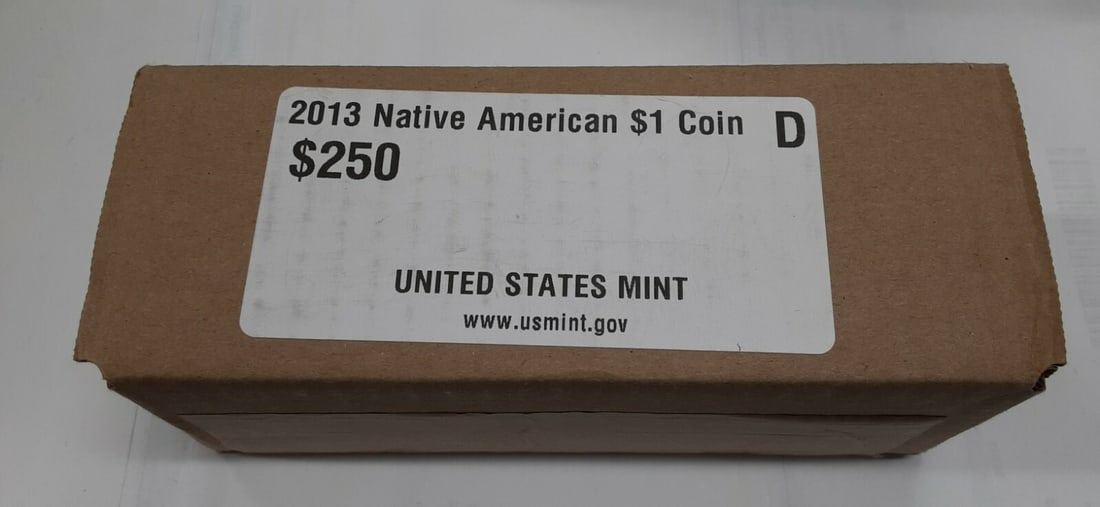 2013 Native American $1 Coin D
$250
UNITED STATES MINT
www.usmint.gov